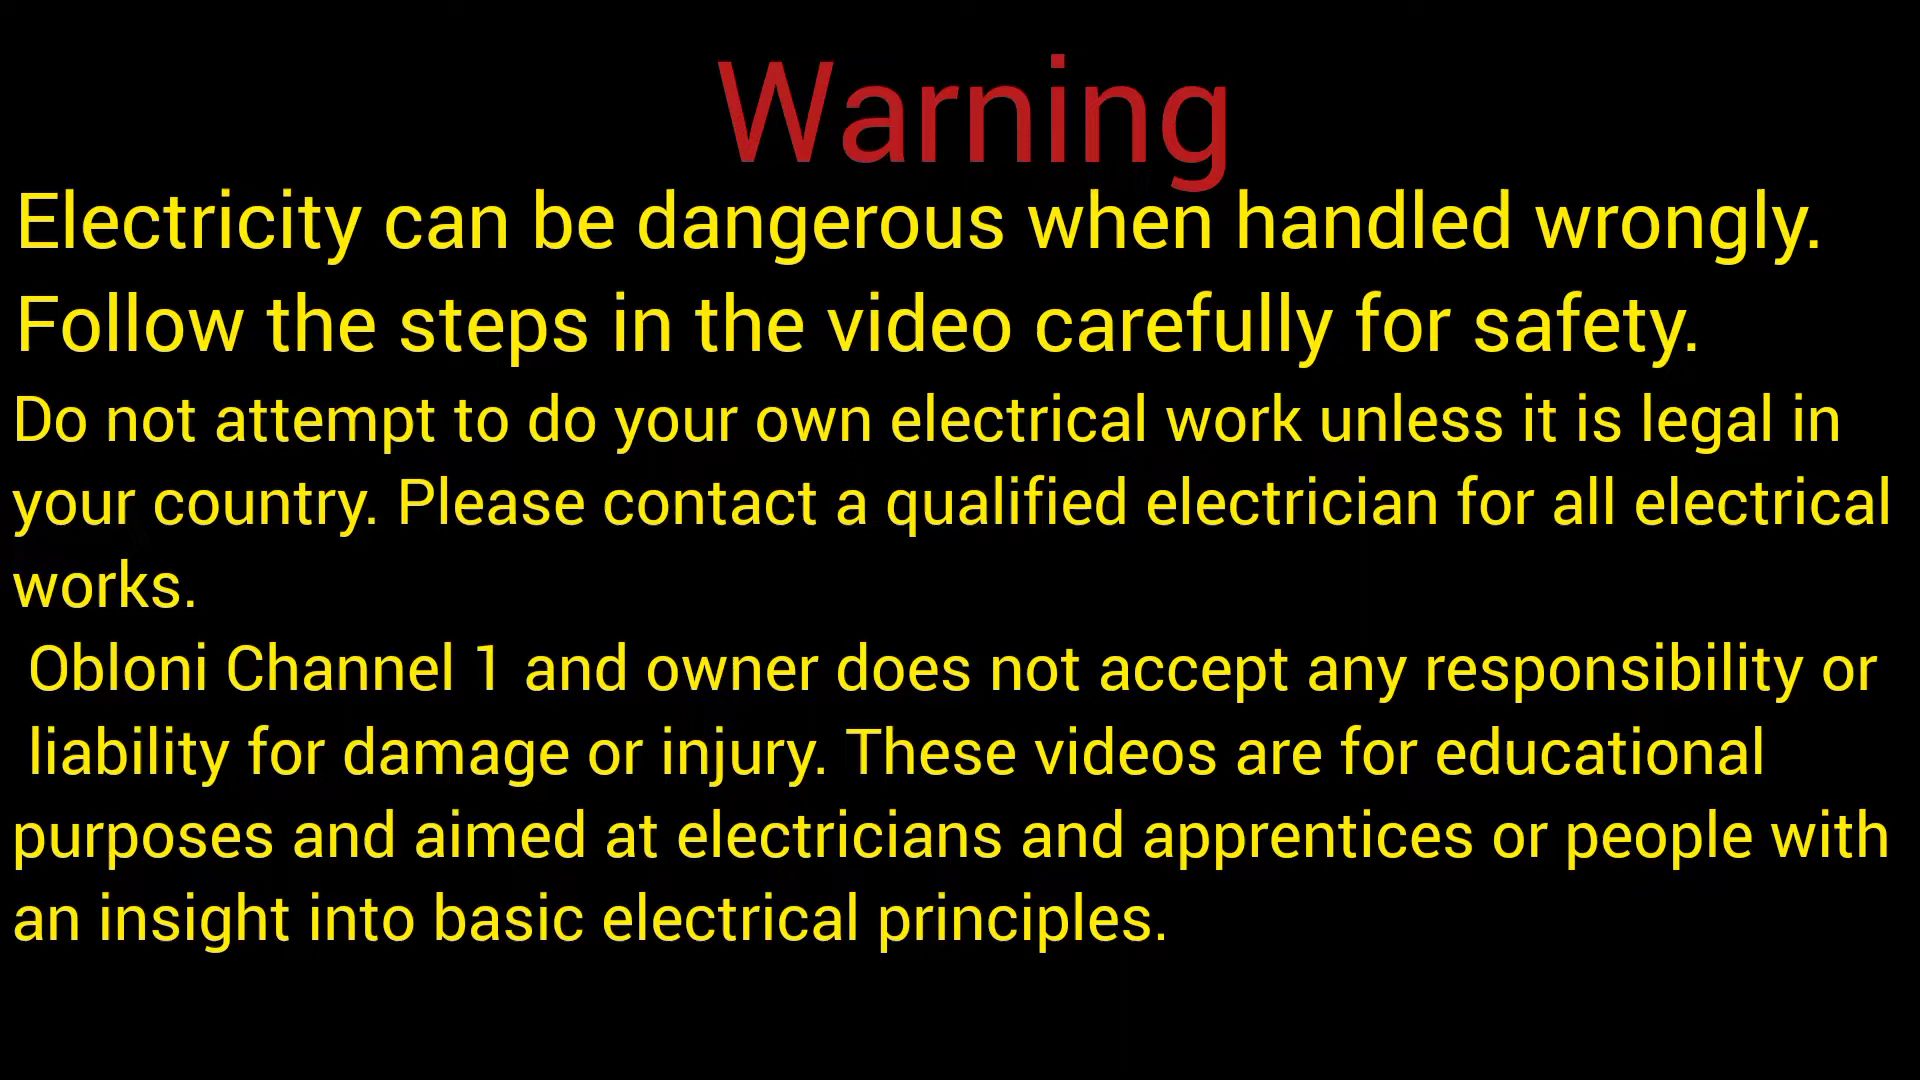 Warning
Electricity can be dangerous when handled wrongly.
Follow the steps in the video carefully for safety.
Do not attempt to do your own electrical work unless it is legal in
your country. Please contact a qualified electrician for all electrical
works.
Obloni Channel 1 and owner does not accept any responsibility or
liability for damage or injury. These videos are for educational
purposes and aimed at electricians and apprentices or people with
an insight into basic electrical principles.